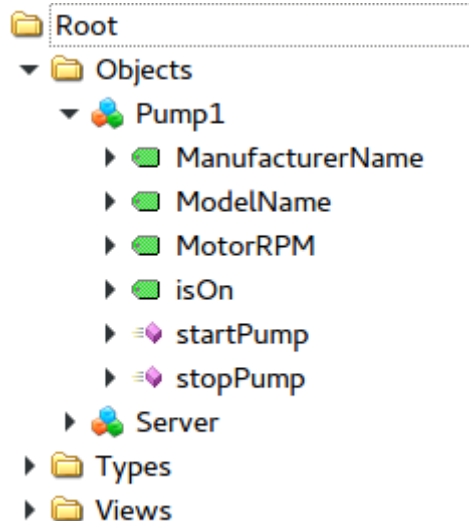 Root
Objects
Pump1
ManufacturerName
ModelName
MotorRPM
isOn
startPump
stopPump
Server
Types
Views